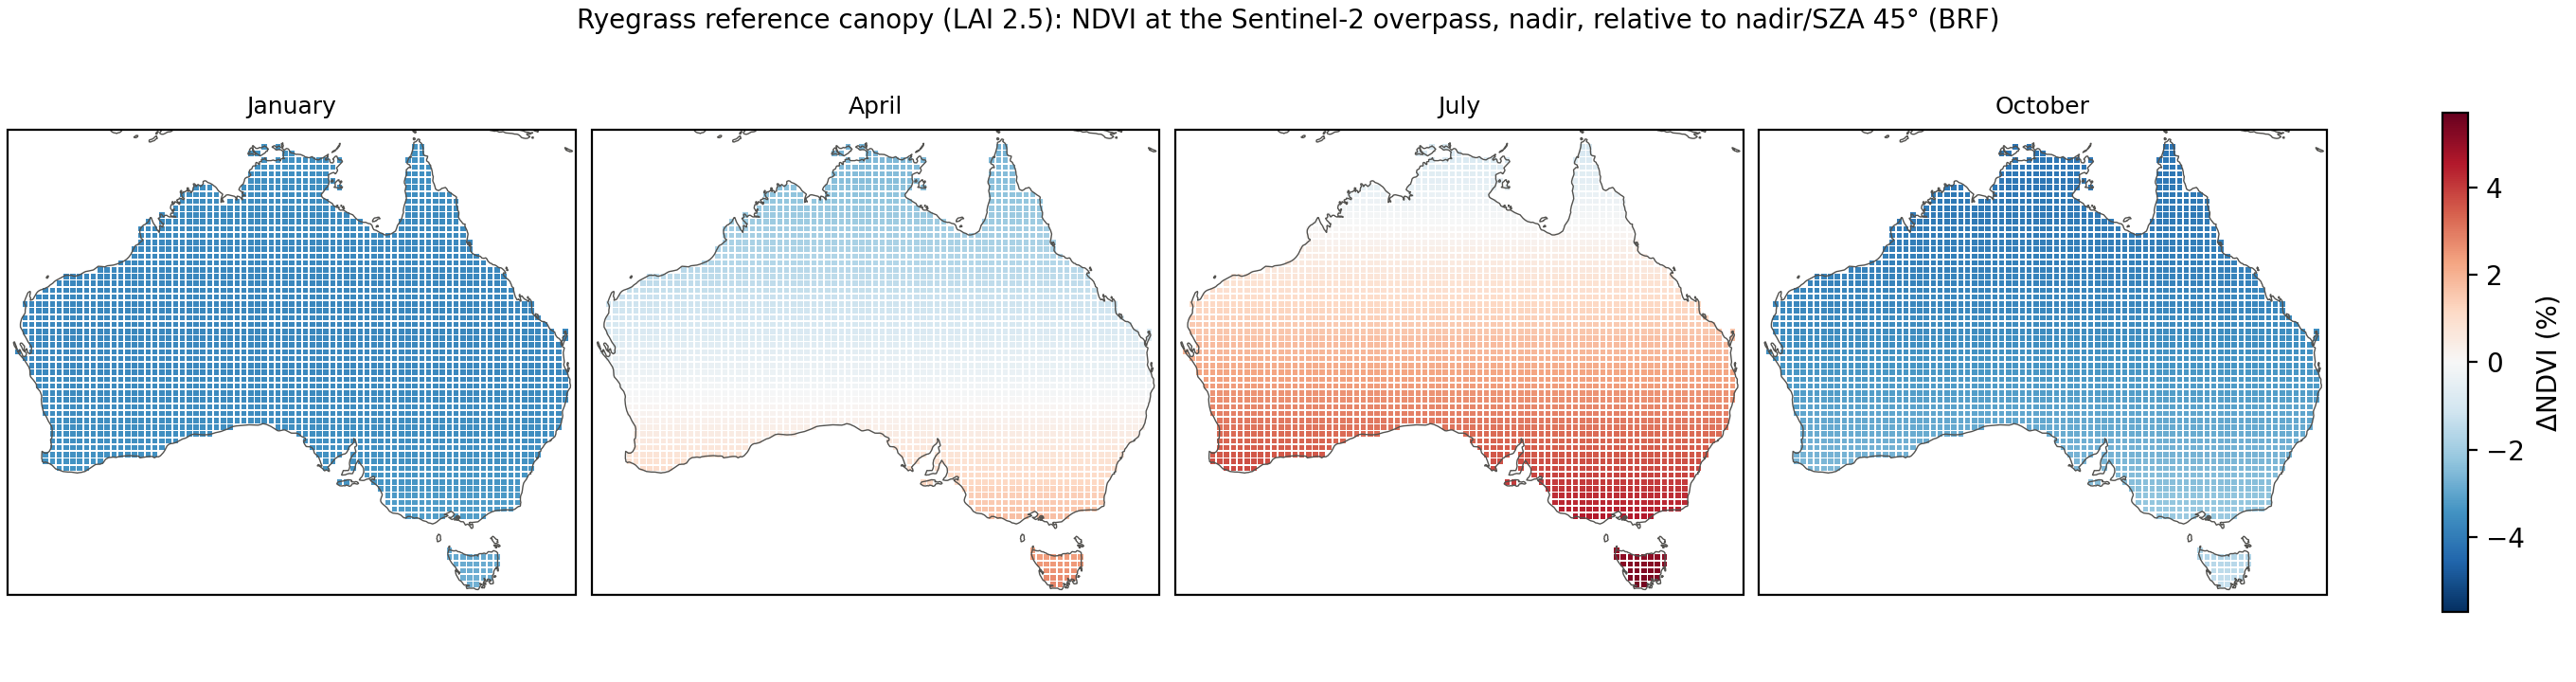 Ryegrass reference canopy (LAI 2.5): NDVI at the Sentinel-2 overpass, nadir, relative to nadir/SZA 45° (BRF)
January
April
July
October
4
2
0
−2
−4
ΔNDVI (%)